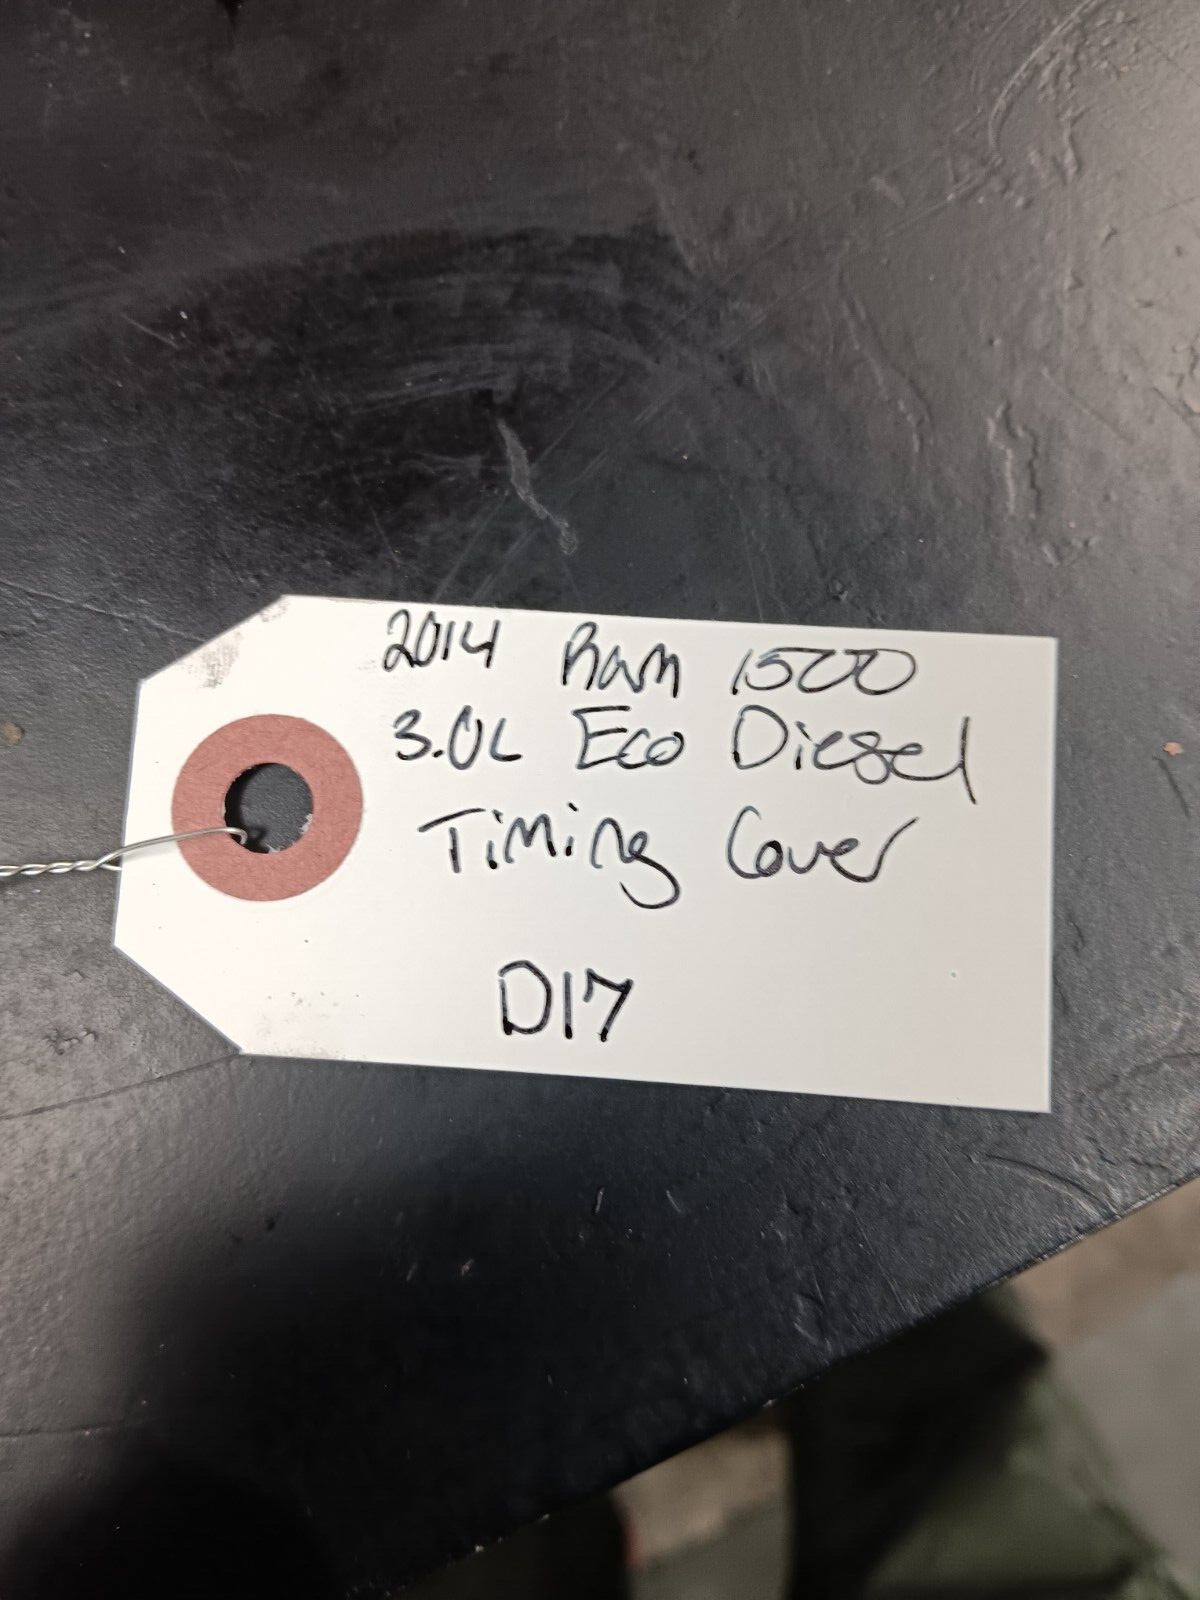 2014 Ram 1500
3.0L Eco Diesel
Timing Cover
D17